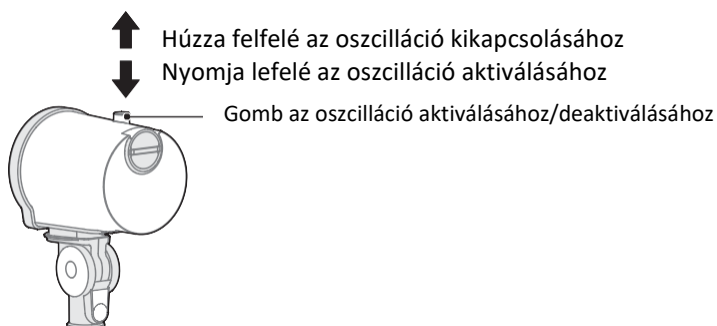 Húzza felfelé az oszcilláció kikapcsolásához
Nyomja lefelé az oszcilláció aktiválásához
Gomb az oszcilláció aktiválásához/deaktiválásához